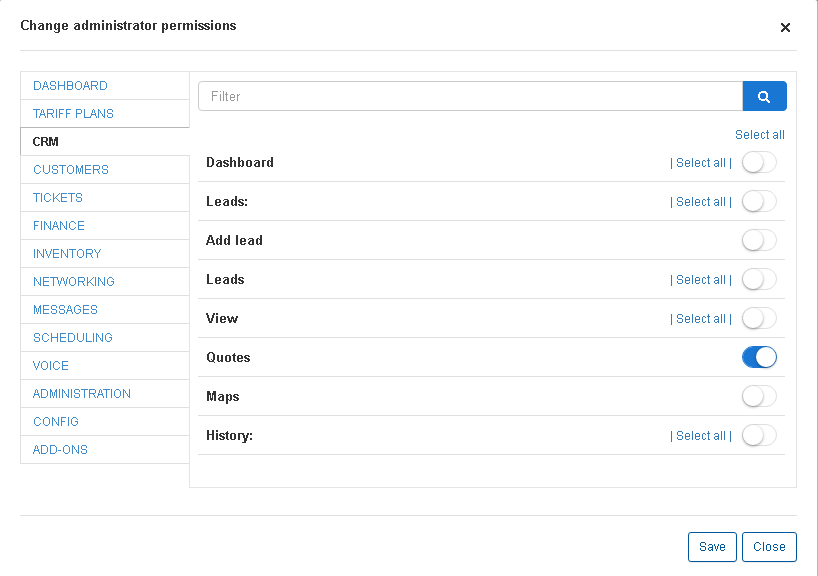 Change administrator permissions
×
DASHBOARD
TARIFF PLANS
CRM
CUSTOMERS
TICKETS
FINANCE
INVENTORY
NETWORKING
MESSAGES
SCHEDULING
VOICE
ADMINISTRATION
CONFIG
ADD-ONS
Filter
Select all
Dashboard | Select all |
Leads: | Select all |
Add lead
Leads | Select all |
View | Select all |
Quotes
Maps
History: | Select all |
Save Close